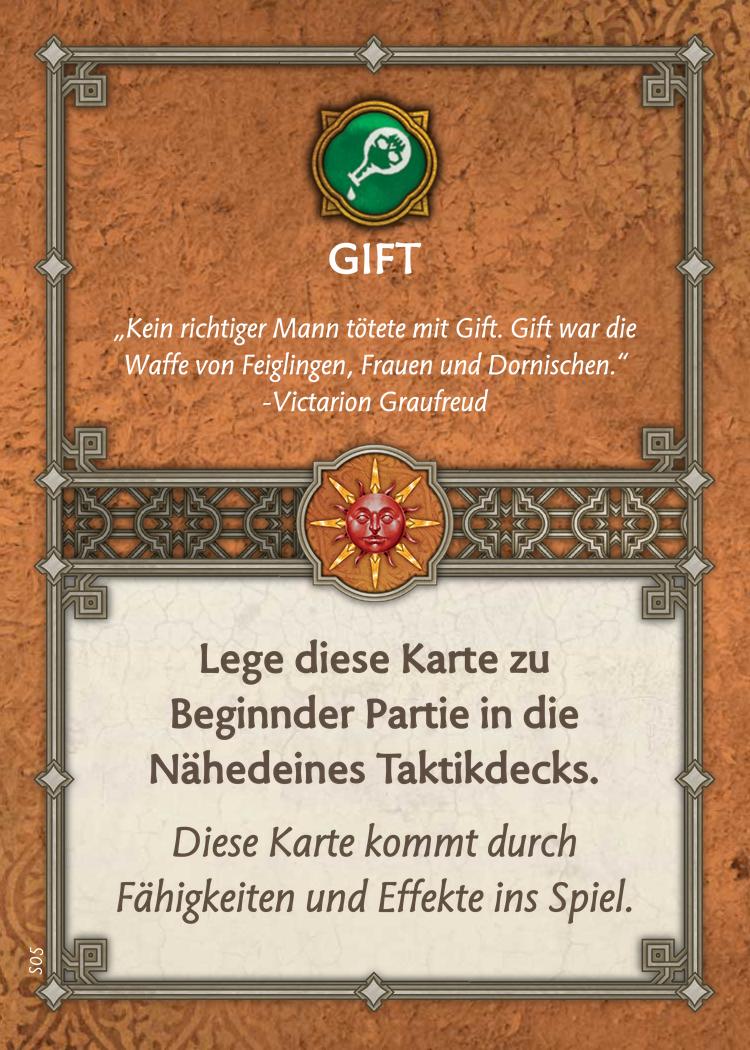 GIFT
„Kein richtiger Mann tötete mit Gift. Gift war die
Waffe von Feiglingen, Frauen und Dornischen.“
-Victarion Graufreud
Lege diese Karte zu
Beginnder Partie in die
Nähedeines Taktikdecks.
Diese Karte kommt durch
Fähigkeiten und Effekte ins Spiel.
S05